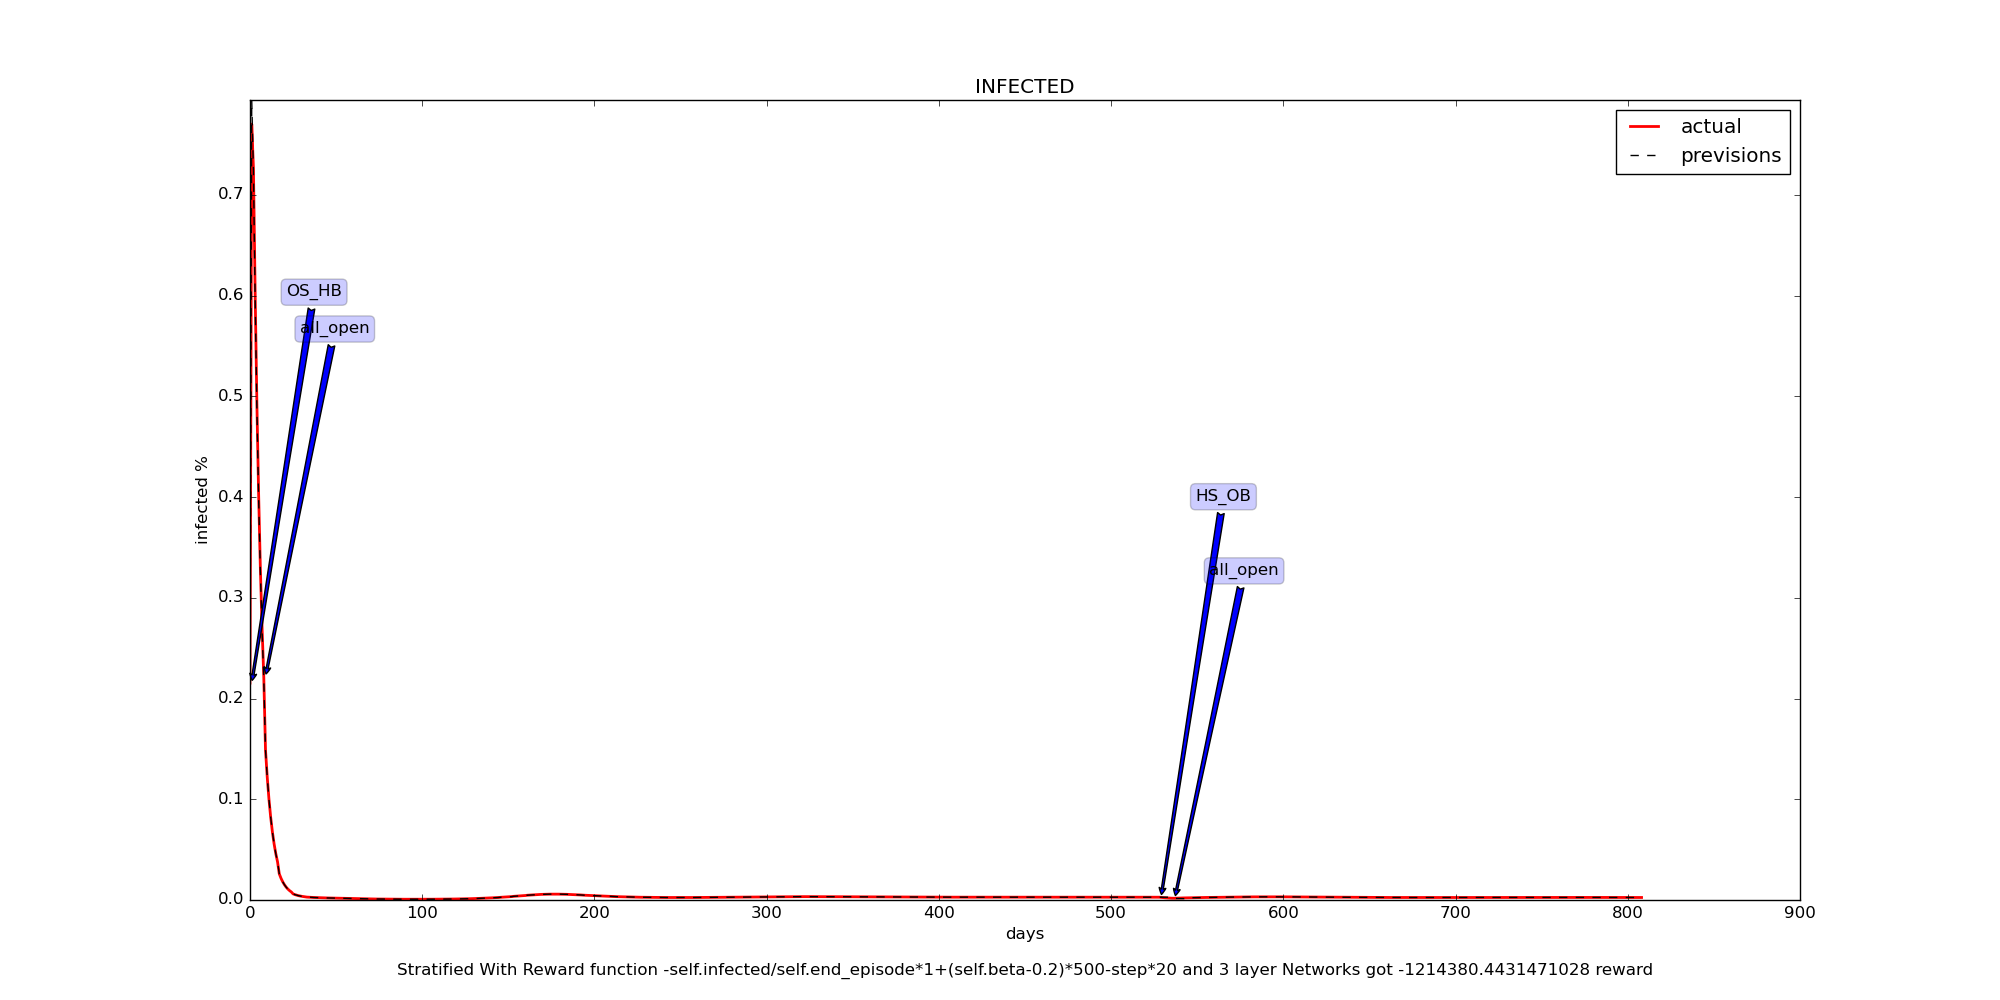 INFECTED
actual
previsions
0.7
0.6
0.5
0.4
0.3
0.2
0.1
0.0
infected %
OS_HB
all_open
HS_OB
all_open
0 100 200 300 400 500 600 700 800 900
days
Stratified With Reward function -self.infected/self.end_episode*1+(self.beta-0.2)*500-step*20 and 3 layer Networks got -1214380.4431471028 reward